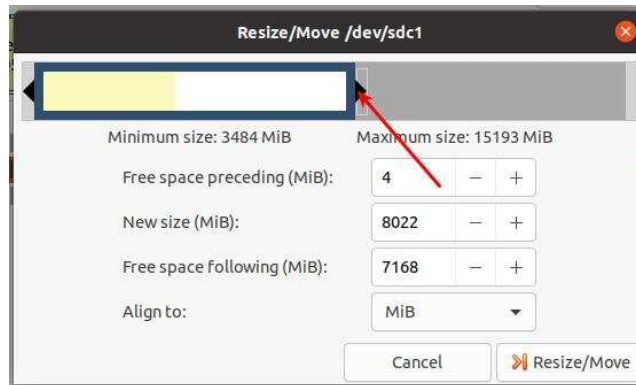 Resize/Move /dev/sdc1
Minimum size: 3484 MiB Maximum size: 15193 MiB
Free space preceding (MiB): 4 — +
New size (MiB): 8022 — +
Free space following (MiB): 7168 — +
Align to: MiB
Cancel Resize/Move